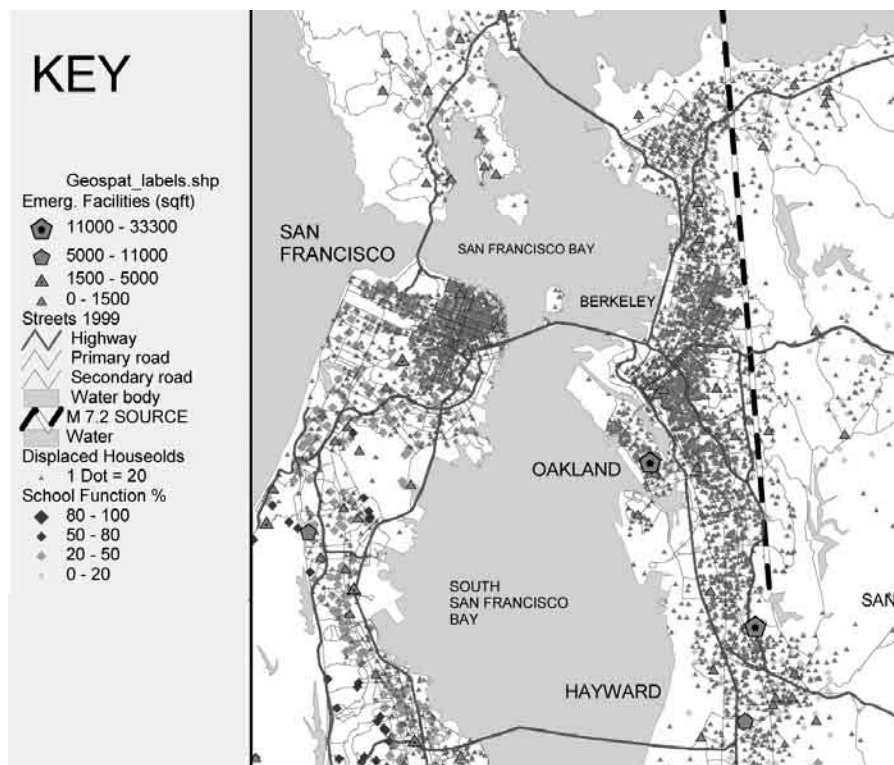 KEY
Geospat_labels.shp
Emerg. Facilities (sqft)
11000 - 33300
5000 - 11000
1500 - 5000
0 - 1500
Streets 1999
Highway
Primary road
Secondary road
Water body
M 7.2 SOURCE
Water
Displaced Houseolds
1 Dot = 20
School Function %
80 - 100
50 - 80
20 - 50
0 - 20
SAN
FRANCISCO
SAN FRANCISCO BAY
BERKELEY
OAKLAND
SOUTH
SAN FRANCISCO
BAY
SAN
HAYWARD